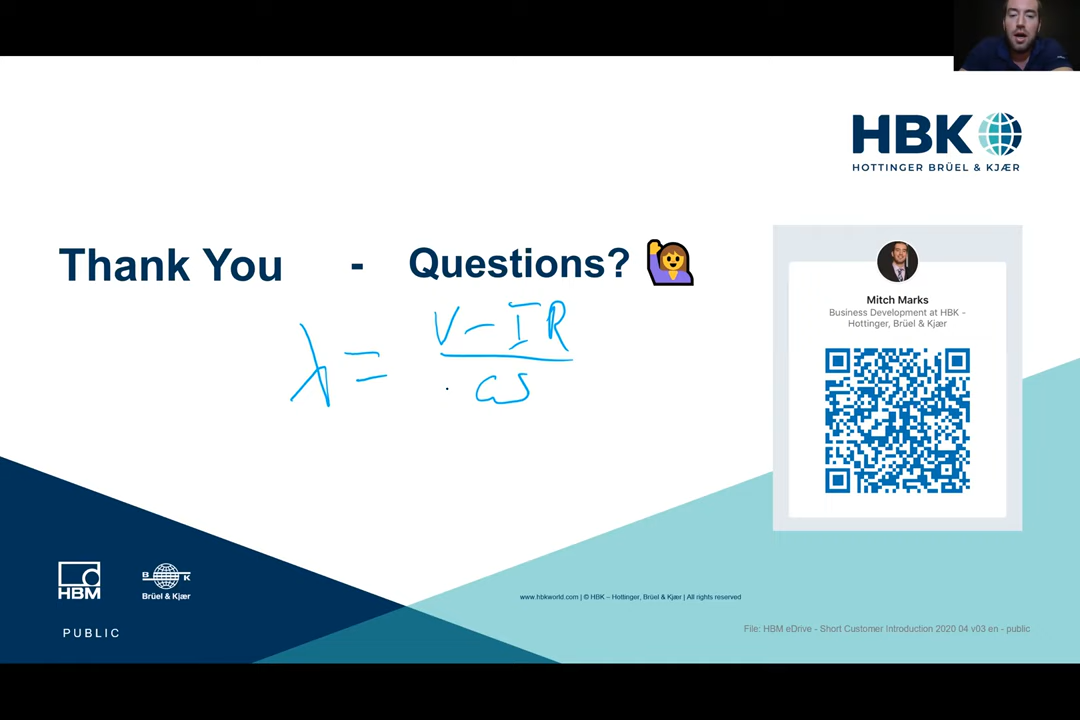 HBK
HOTTINGER BRÜEL & KJÆR
Thank You - Questions?
λ = V - IR
ω
Mitch Marks
Business Development at HBK -
Hottinger, Brüel & Kjær
HBM
B K
Brüel & Kjær
www.hbkworld.com | © HBK – Hottinger, Brüel & Kjær | All rights reserved
PUBLIC
File: HBM eDrive - Short Customer Introduction 2020 04 v03 en - public